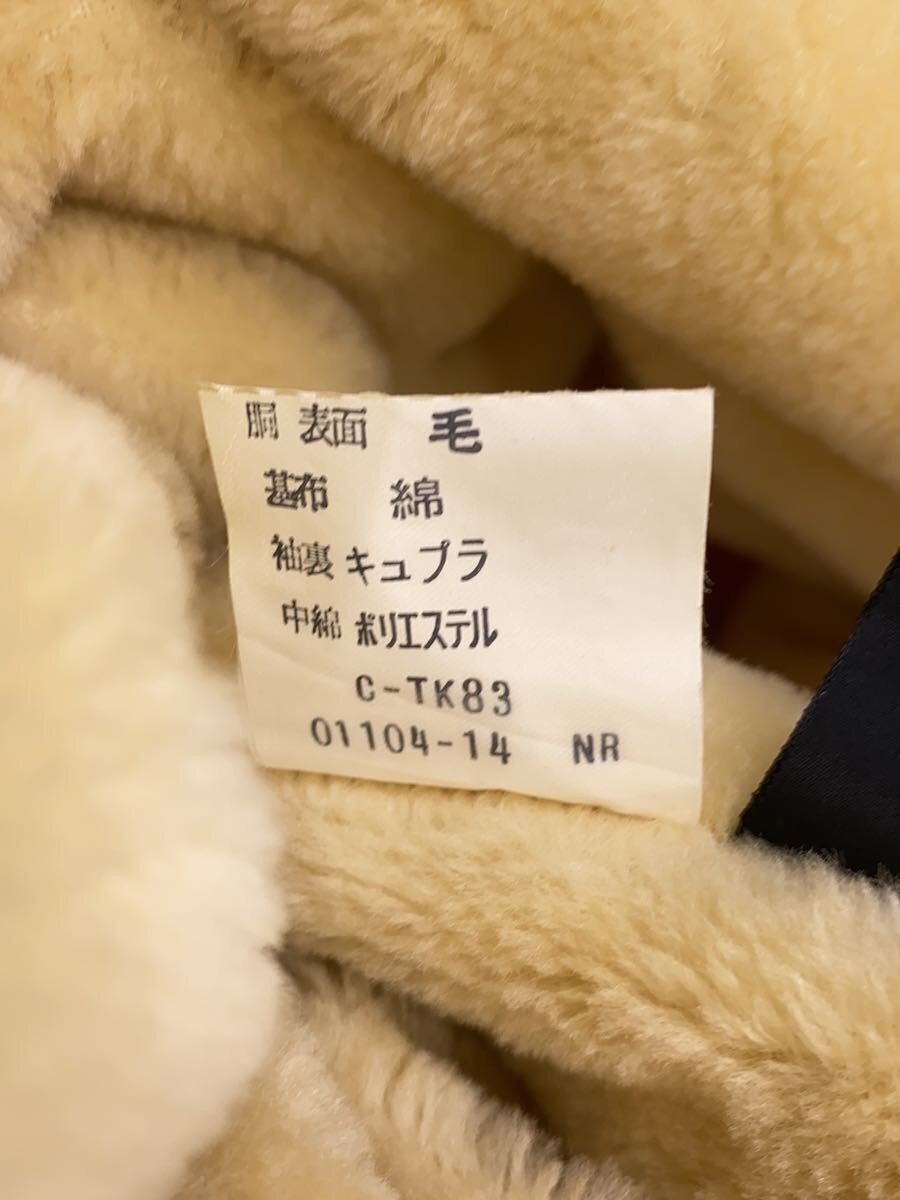 胴 表面 毛
基布 綿
袖裏 キュプラ
中綿 ポリエステル
C-TK83
01104-14 NR